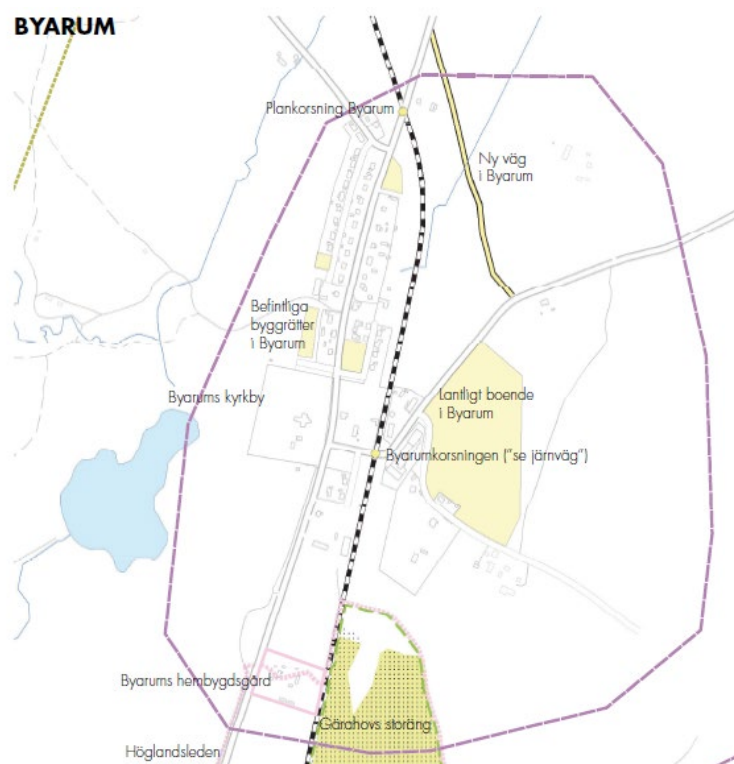 BYARUM
Plankorsning Byarum
Ny väg
i Byarum
Befintliga
byggrätter
i Byarum
Byarums kyrkby
Lantligt boende
i Byarum
Byarumkorsningen ("se järnväg")
Byarums hembygdsgård
Gärahovs storäng
Höglandsleden